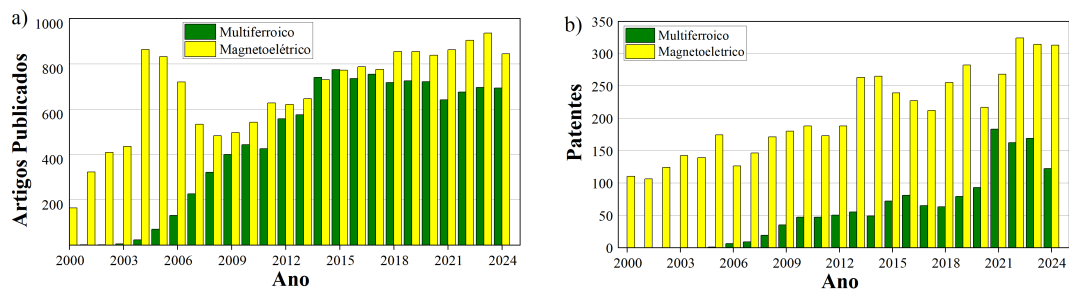 a)
Artigos Publicados
1000
800
600
400
200
Multiferroico
Magnetoelétrico
2000 2003 2006 2009 2012 2015 2018 2021 2024
Ano
b)
Patentes
350
300
250
200
150
100
50
0
Multiferroico
Magnetoeletrico
2000 2003 2006 2009 2012 2015 2018 2021 2024
Ano